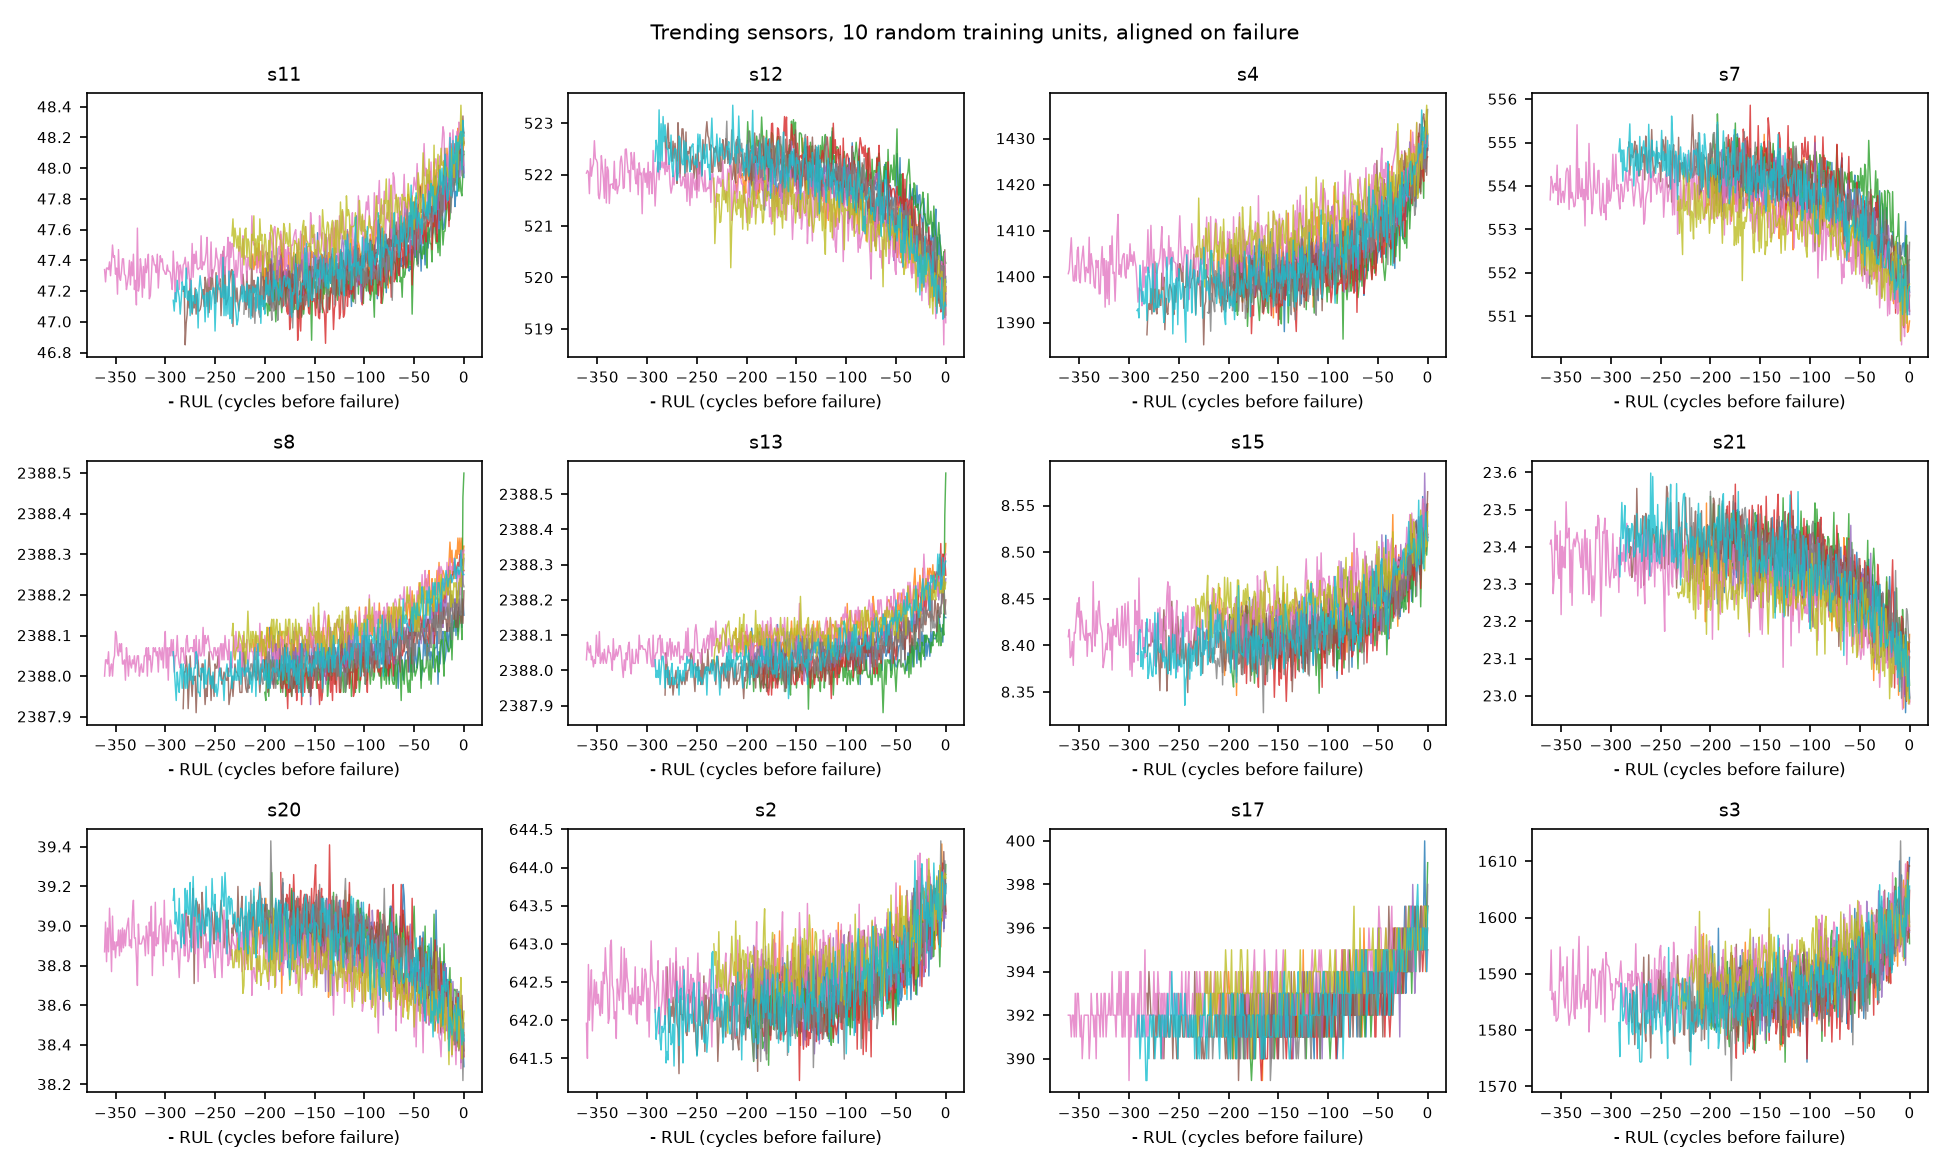 Trending sensors, 10 random training units, aligned on failure
s11
48.4
48.2
48.0
47.8
47.6
47.4
47.2
47.0
46.8
−350 −300 −250 −200 −150 −100 −50 0
- RUL (cycles before failure)
s12
523
522
521
520
519
−350 −300 −250 −200 −150 −100 −50 0
- RUL (cycles before failure)
s4
1430
1420
1410
1400
1390
−350 −300 −250 −200 −150 −100 −50 0
- RUL (cycles before failure)
s7
556
555
554
553
552
551
−350 −300 −250 −200 −150 −100 −50 0
- RUL (cycles before failure)
s8
2388.5
2388.4
2388.3
2388.2
2388.1
2388.0
2387.9
−350 −300 −250 −200 −150 −100 −50 0
- RUL (cycles before failure)
s13
2388.5
2388.4
2388.3
2388.2
2388.1
2388.0
2387.9
−350 −300 −250 −200 −150 −100 −50 0
- RUL (cycles before failure)
s15
8.55
8.50
8.45
8.40
8.35
−350 −300 −250 −200 −150 −100 −50 0
- RUL (cycles before failure)
s21
23.6
23.5
23.4
23.3
23.2
23.1
23.0
−350 −300 −250 −200 −150 −100 −50 0
- RUL (cycles before failure)
s20
39.4
39.2
39.0
38.8
38.6
38.4
38.2
−350 −300 −250 −200 −150 −100 −50 0
- RUL (cycles before failure)
s2
644.5
644.0
643.5
643.0
642.5
642.0
641.5
−350 −300 −250 −200 −150 −100 −50 0
- RUL (cycles before failure)
s17
400
398
396
394
392
390
−350 −300 −250 −200 −150 −100 −50 0
- RUL (cycles before failure)
s3
1610
1600
1590
1580
1570
−350 −300 −250 −200 −150 −100 −50 0
- RUL (cycles before failure)